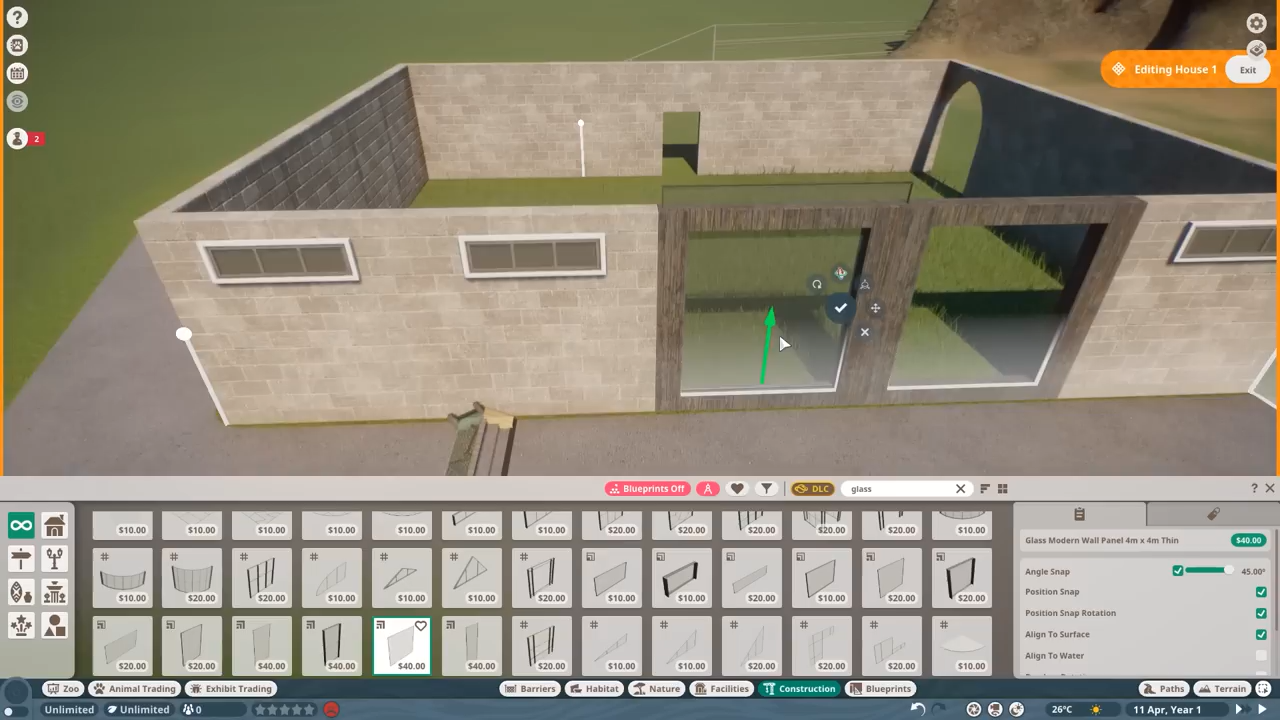 ?
Editing House 1
Exit
2
Blueprints Off
DLC
glass
?
$10.00 $10.00 $10.00 $10.00 $10.00 $10.00 $10.00 $20.00 $20.00 $20.00 $20.00 $20.00 $10.00
$10.00 $20.00 $20.00 $10.00 $10.00 $10.00 $20.00 $10.00 $10.00 $10.00 $10.00 $20.00 $20.00
$20.00 $20.00 $40.00 $40.00 $40.00 $40.00 $20.00 $10.00 $10.00 $10.00 $20.00 $20.00 $10.00
Glass Modern Wall Panel 4m x 4m Thin
$40.00
Angle Snap
45.00°
Position Snap
Position Snap Rotation
Align To Surface
Align To Water
Zoo
Animal Trading
Exhibit Trading
Barriers
Habitat
Nature
Facilities
Construction
Blueprints
Paths
Terrain
Unlimited
Unlimited
0
26°C
11 Apr, Year 1